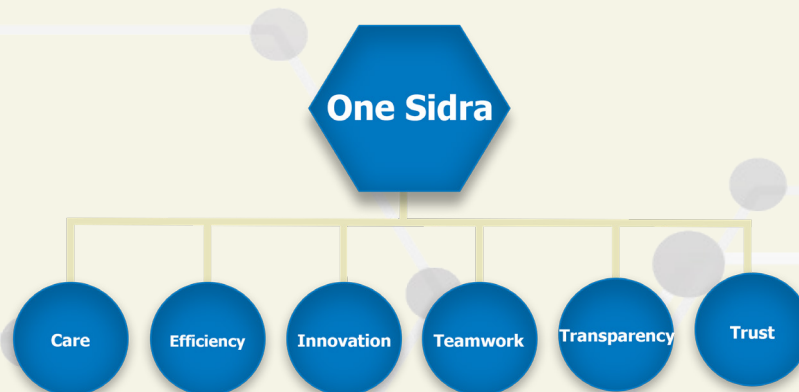 One Sidra
Care
Efficiency
Innovation
Teamwork
Transparency
Trust